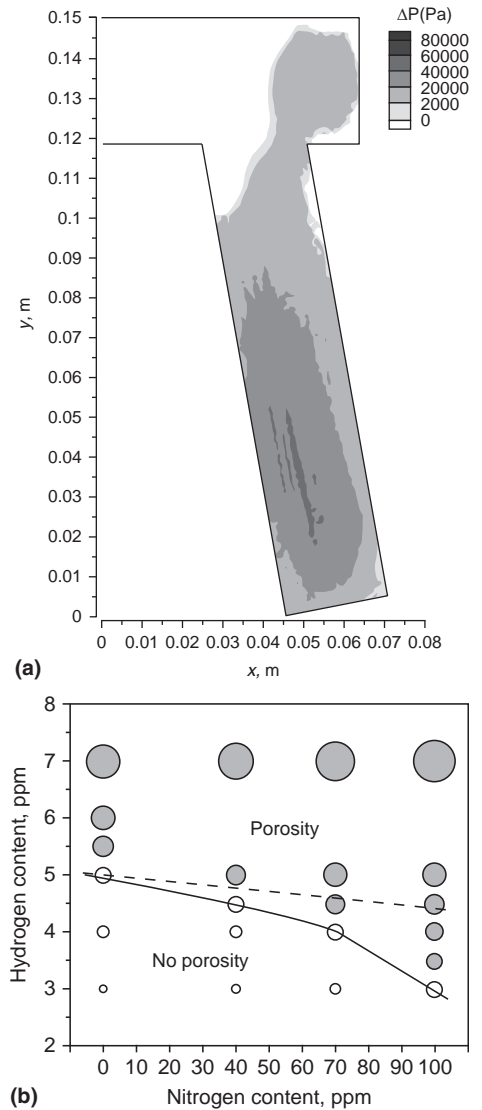 ΔP(Pa)
80000
60000
40000
20000
2000
0
0.15
0.14
0.13
0.12
0.11
0.1
0.09
0.08
0.07
0.06
0.05
0.04
0.03
0.02
0.01
0
y, m
0 0.01 0.02 0.03 0.04 0.05 0.06 0.07 0.08
x, m
(a)
8
7
6
5
4
3
2
Hydrogen content, ppm
Porosity
No porosity
0 10 20 30 40 50 60 70 80 90 100
Nitrogen content, ppm
(b)